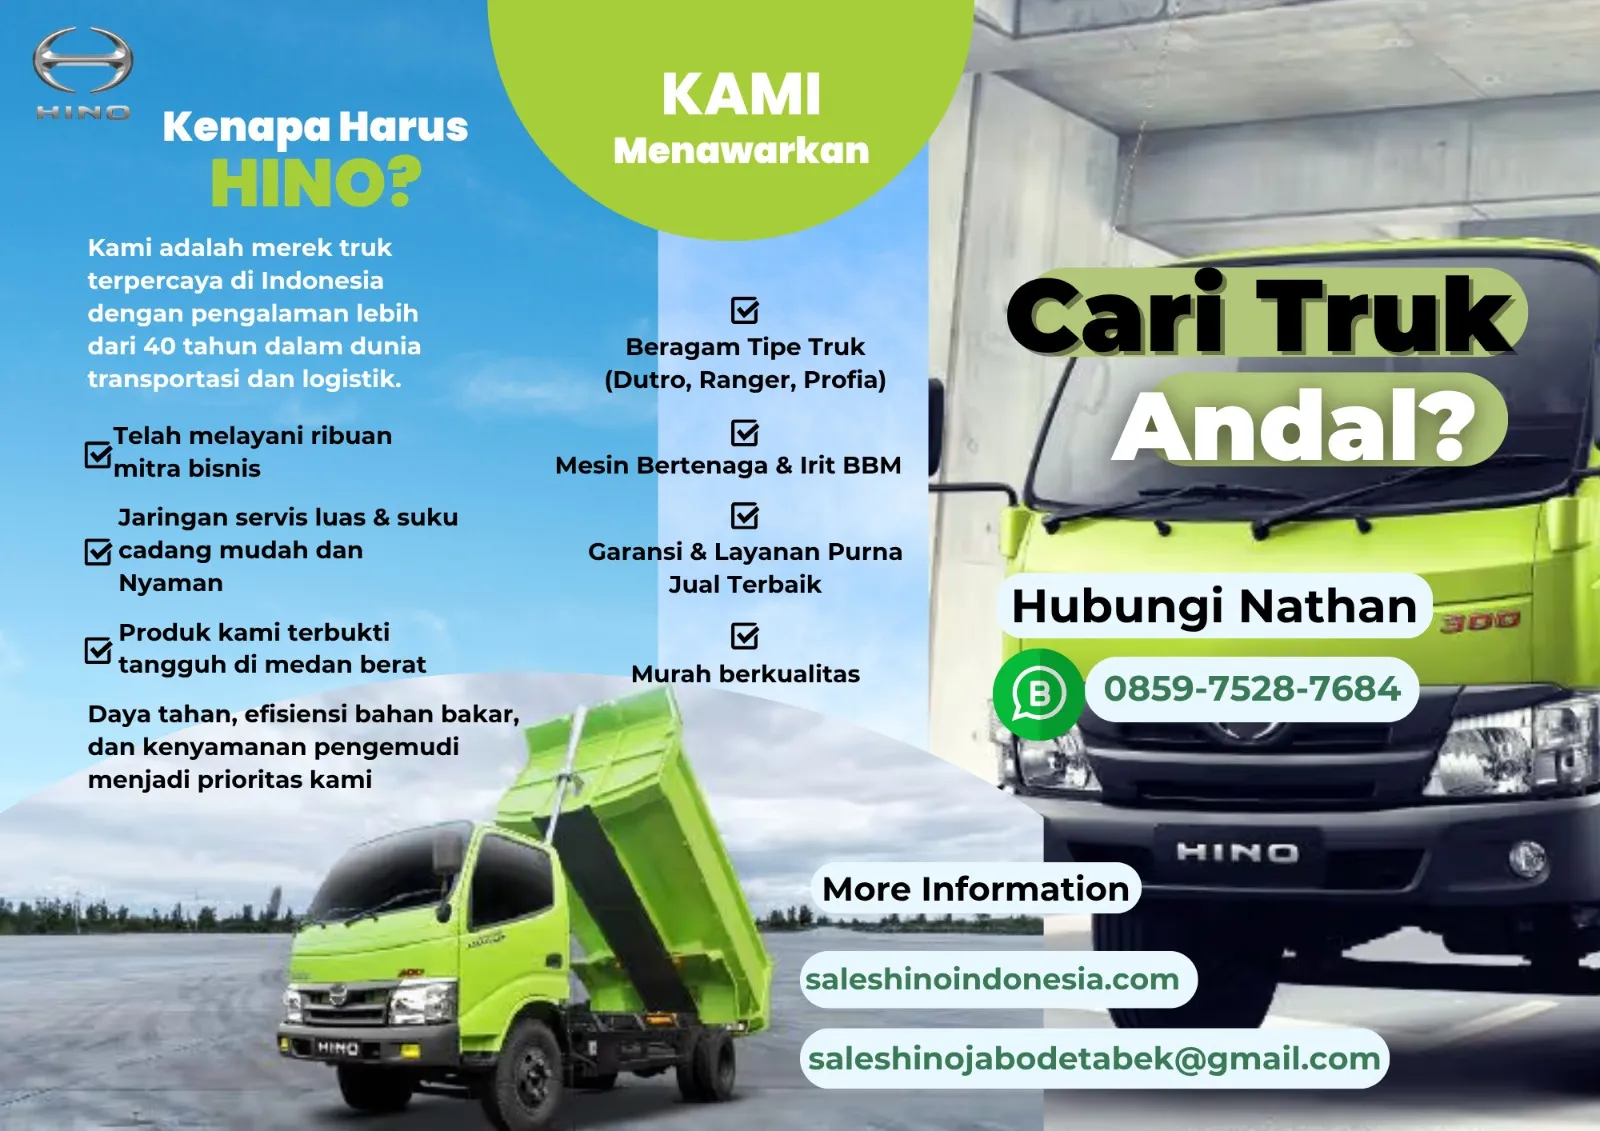 HINO
Kenapa Harus
HINO?
Kami adalah merek truk
terpercaya di Indonesia
dengan pengalaman lebih
dari 40 tahun dalam dunia
transportasi dan logistik.
Telah melayani ribuan
mitra bisnis
Jaringan servis luas & suku
cadang mudah dan
Nyaman
Produk kami terbukti
tangguh di medan berat
Daya tahan, efisiensi bahan bakar,
dan kenyamanan pengemudi
menjadi prioritas kami
300
HINO
KAMI
Menawarkan
Beragam Tipe Truk
(Dutro, Ranger, Profia)
Mesin Bertenaga & Irit BBM
Garansi & Layanan Purna
Jual Terbaik
Murah berkualitas
Cari Truk
Andal?
Hubungi Nathan
300
B
0859-7528-7684
HINO
More Information
saleshinoindonesia.com
saleshinojabodetabek@gmail.com